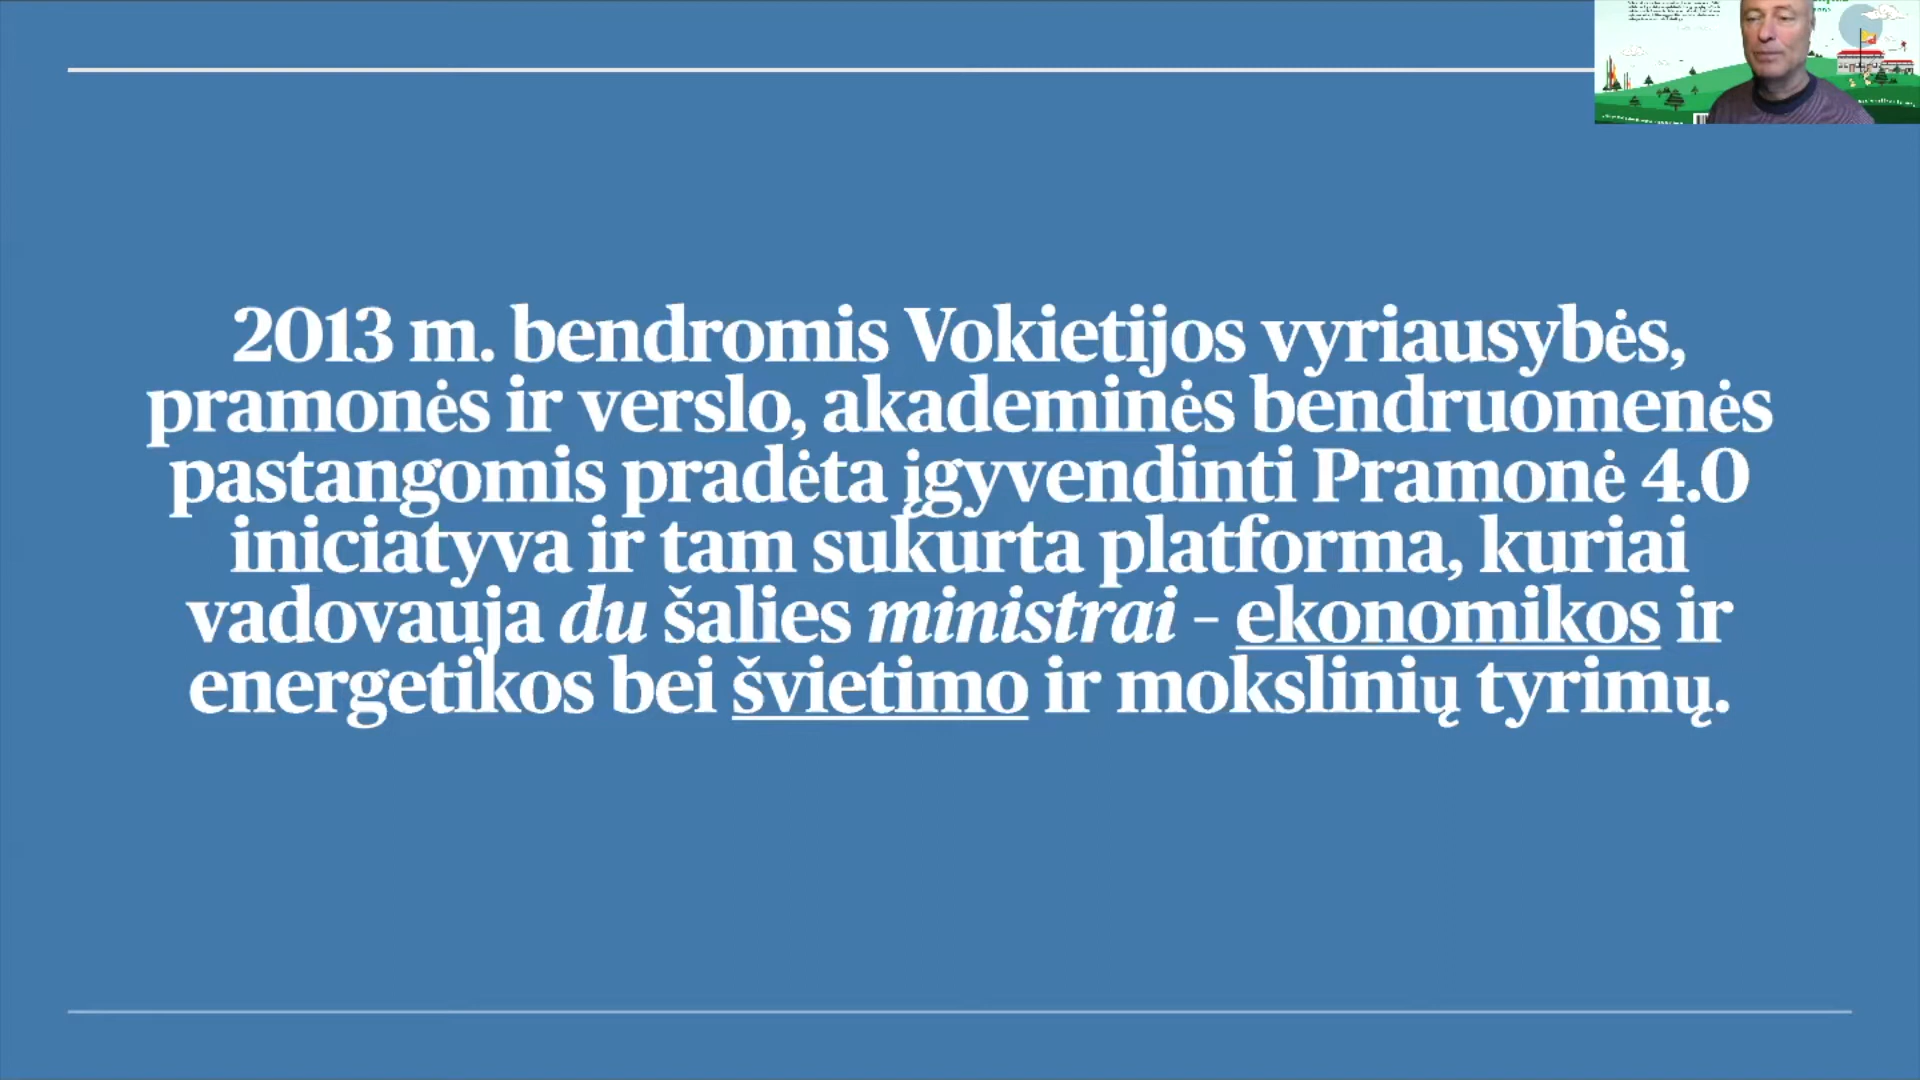 2013 m. bendromis Vokietijos vyriausybės,
pramonės ir verslo, akademinės bendruomenės
pastangomis pradėta įgyvendinti Pramonė 4.0
iniciatyva ir tam sukurta platforma, kuriai
vadovauja du šalies ministrai – ekonomikos ir
energetikos bei švietimo ir mokslinių tyrimų.